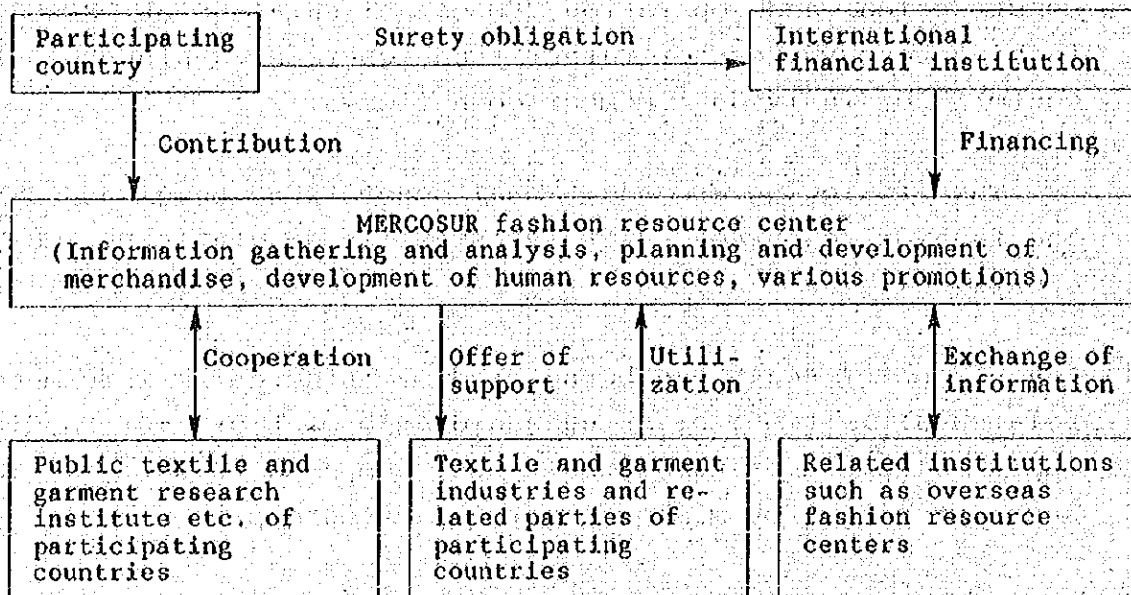 Participating
country
Surety obligation
International
financial institution
Contribution
Financing
MERCOSUR fashion resource center
(Information gathering and analysis, planning and development of
merchandise, development of human resources, various promotions)
Cooperation
Offer of
support
Utili-
zation
Exchange of
information
Public textile and
garment research
institute etc. of
participating
countries
Textile and garment
industries and re-
lated parties of
participating
countries
Related institutions
such as overseas
fashion resource
centers